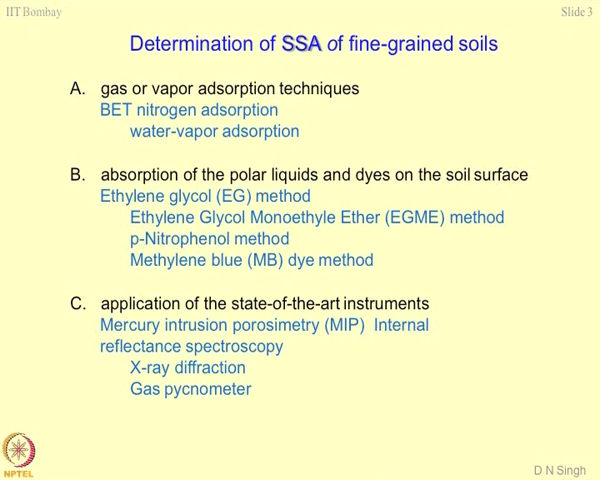 IIT Bombay
Slide 3
Determination of SSA of fine-grained soils
A. gas or vapor adsorption techniques
BET nitrogen adsorption
water-vapor adsorption
B. absorption of the polar liquids and dyes on the soil surface
Ethylene glycol (EG) method
Ethylene Glycol Monoethyle Ether (EGME) method
p-Nitrophenol method
Methylene blue (MB) dye method
C. application of the state-of-the-art instruments
Mercury intrusion porosimetry (MIP) Internal
reflectance spectroscopy
X-ray diffraction
Gas pycnometer
NPTEL
D N Singh